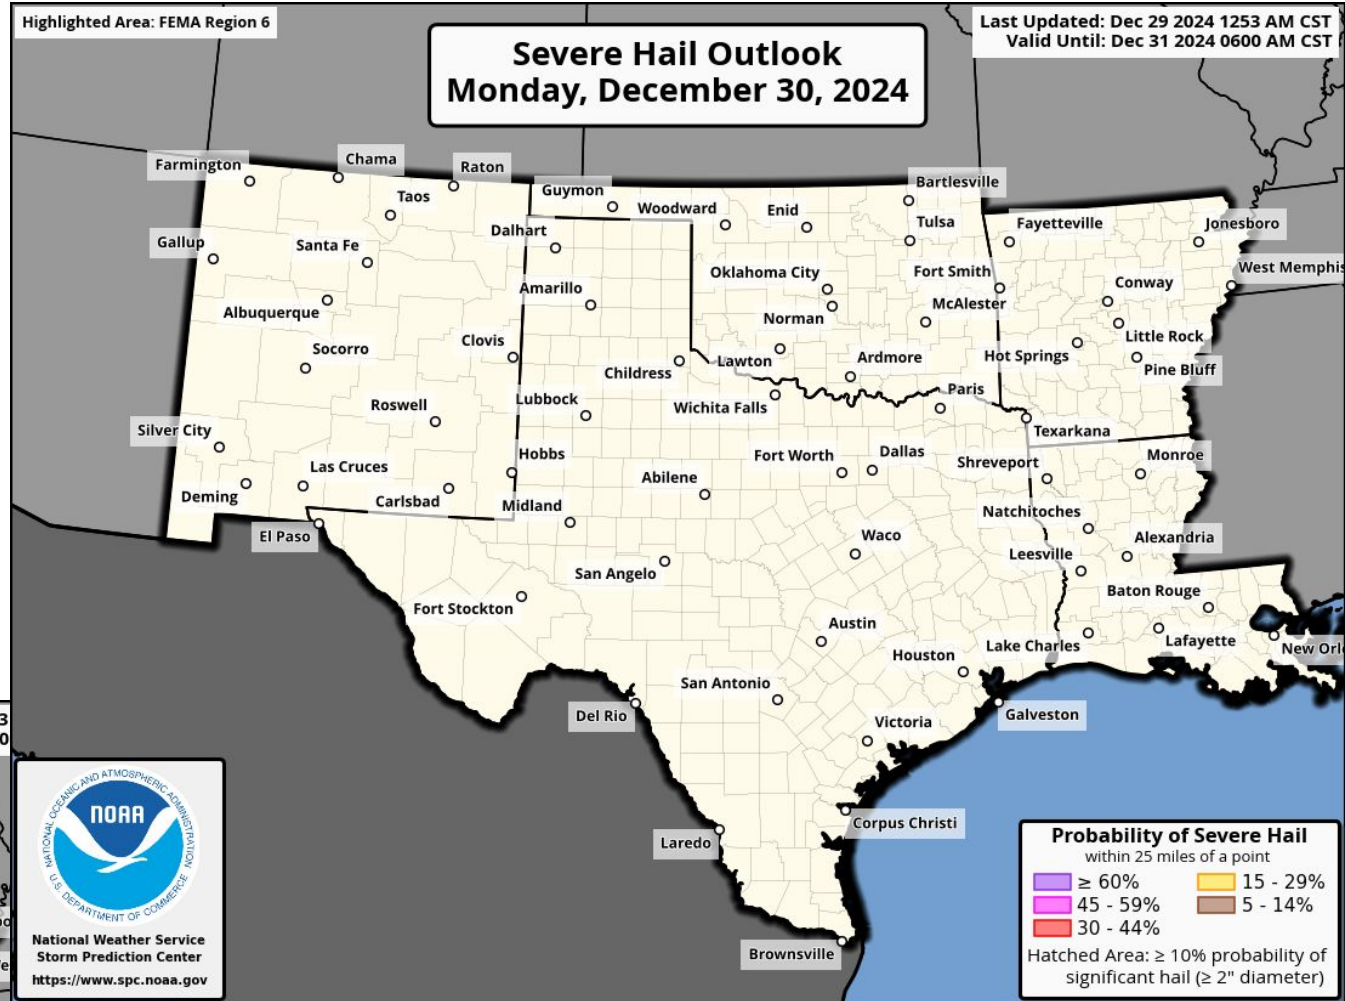 Highlighted Area: FEMA Region 6
Severe Hail Outlook
Monday, December 30, 2024
Last Updated: Dec 29 2024 1253 AM CST
Valid Until: Dec 31 2024 0600 AM CST
Farmington
Chama
Raton
Taos
Guymon
Woodward
Enid
Bartlesville
Tulsa
Fayetteville
Jonesboro
Gallup
Santa Fe
Dalhart
Oklahoma City
Fort Smith
West Memphis
Albuquerque
Amarillo
Norman
McAlester
Conway
Socorro
Clovis
Childress
Lawton
Ardmore
Hot Springs
Little Rock
Pine Bluff
Roswell
Lubbock
Wichita Falls
Paris
Texarkana
Silver City
Las Cruces
Hobbs
Abilene
Fort Worth
Dallas
Shreveport
Monroe
Deming
Carlsbad
Midland
Natchitoches
El Paso
San Angelo
Waco
Leesville
Alexandria
Fort Stockton
Baton Rouge
Austin
Houston
Lake Charles
Lafayette
New Orl
San Antonio
Del Rio
Victoria
Galveston
Laredo
Corpus Christi
Brownsville
3
0
NATIONAL OCEANIC AND ATMOSPHERIC ADMINISTRATION
NOAA
U.S. DEPARTMENT OF COMMERCE
National Weather Service
Storm Prediction Center
https://www.spc.noaa.gov
Probability of Severe Hail
within 25 miles of a point
≥ 60%
15 - 29%
45 - 59%
5 - 14%
30 - 44%
Hatched Area: ≥ 10% probability of
significant hail (≥ 2" diameter)